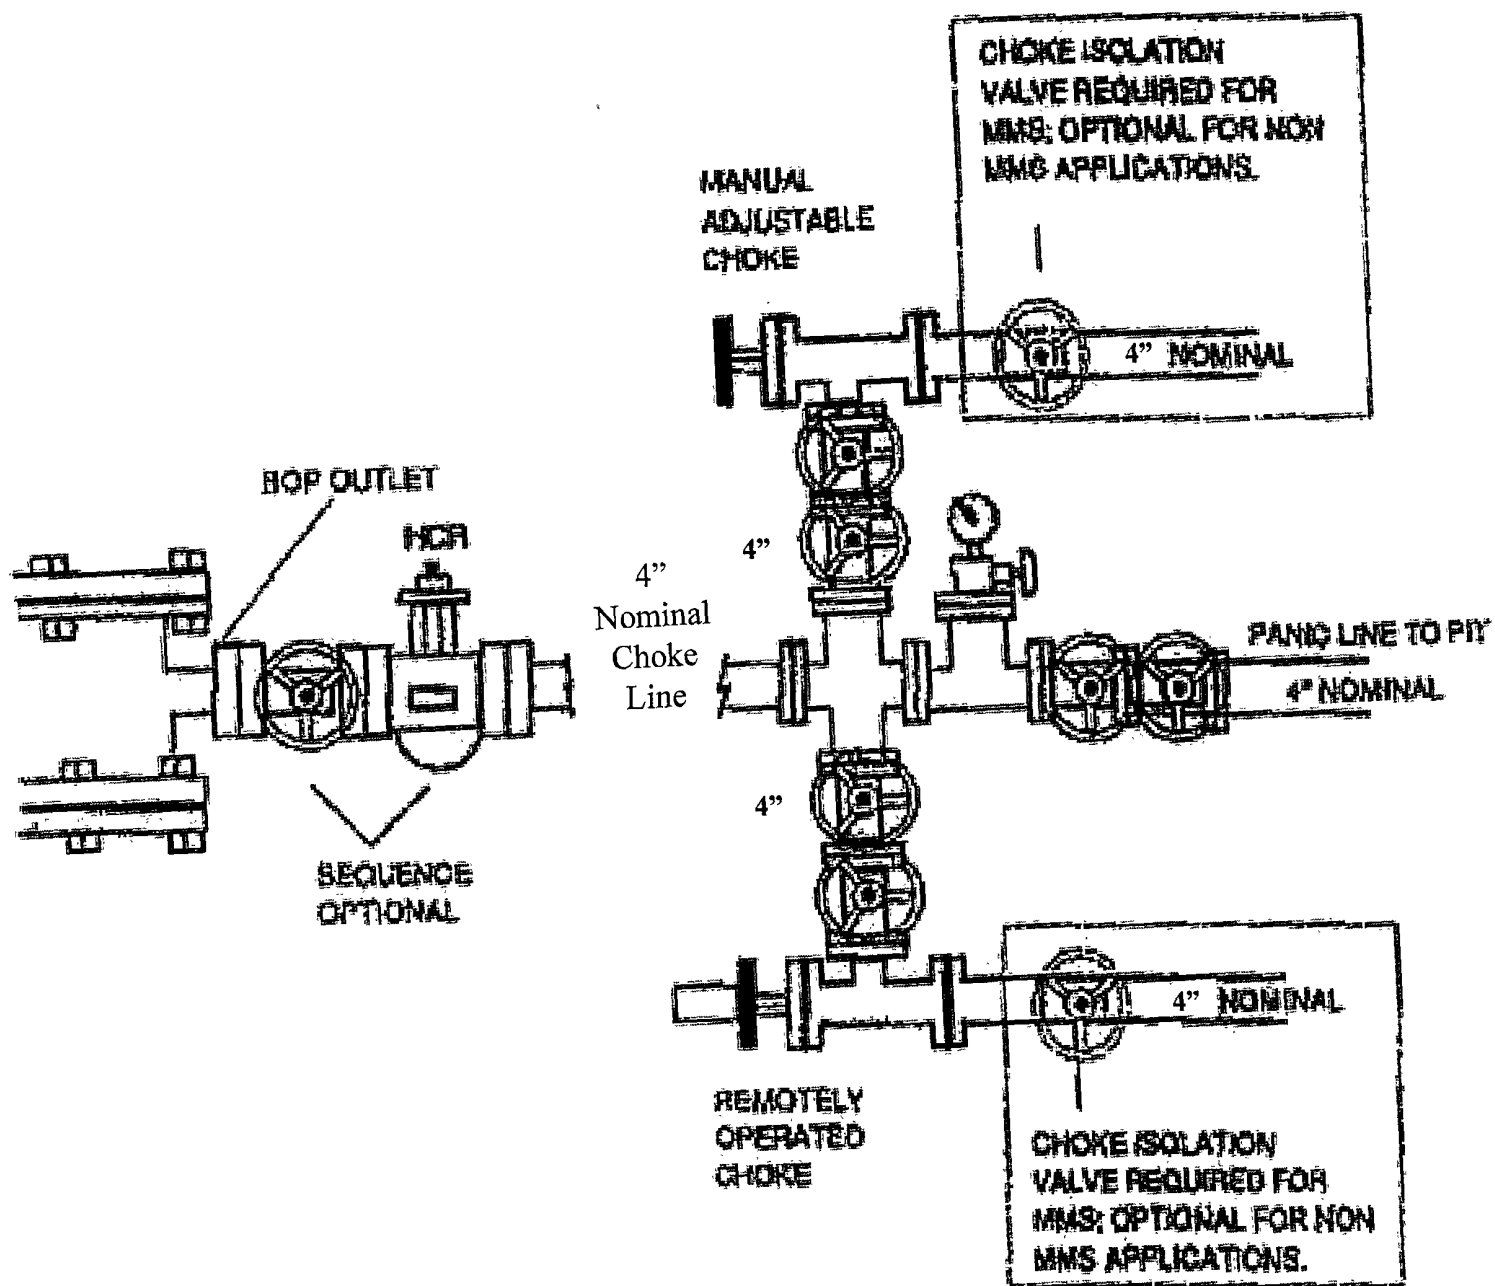 CHOKE ISOLATION
VALVE REQUIRED FOR
MMS; OPTIONAL FOR NON
MMS APPLICATIONS.
MANUAL
ADJUSTABLE
CHOKE
4” NOMINAL
BOP OUTLET
HCR
4”
4”
Nominal
Choke
Line
PANIC LINE TO PIT
4" NOMINAL
4”
SEQUENCE
OPTIONAL
4” NOMINAL
REMOTELY
OPERATED
CHOKE
CHOKE ISOLATION
VALVE REQUIRED FOR
MMS; OPTIONAL FOR NON
MMS APPLICATIONS.